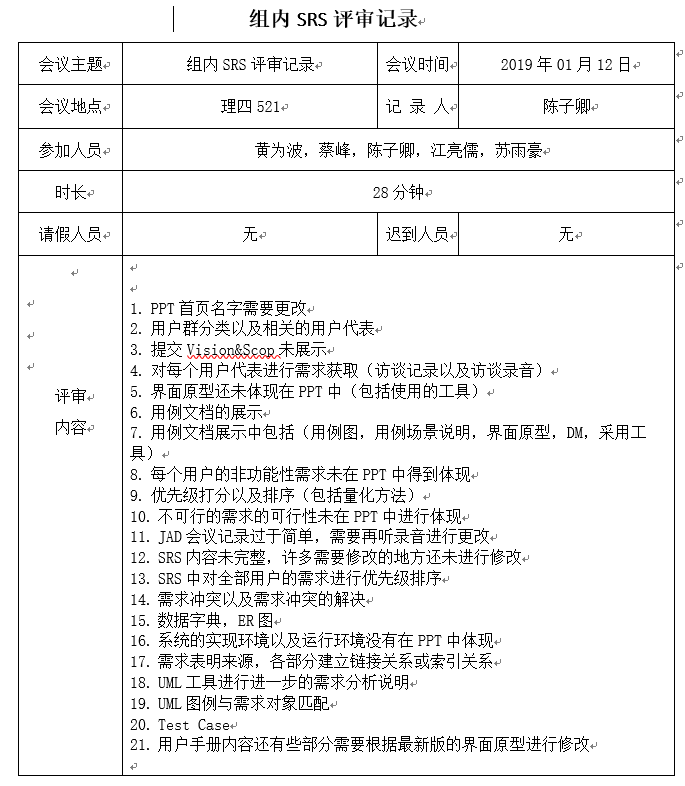 组内 SRS 评审记录
会议主题 组内 SRS 评审记录 会议时间 2019 年 01 月 12 日
会议地点 理四 521 记 录 人 陈子卿
参加人员 黄为波，蔡峰，陈子卿，江亮儒，苏雨豪
时长 28 分钟
请假人员 无 迟到人员 无
评审
内容
1. PPT 首页名字需要更改
2. 用户群分类以及相关的用户代表
3. 提交 Vision&Scop 未展示
4. 对每个用户代表进行需求获取（访谈记录以及访谈录音）
5. 界面原型还未体现在 PPT 中（包括使用的工具）
6. 用例文档的展示
7. 用例文档展示中包括（用例图，用例场景说明，界面原型，DM，采用工
具）
8. 每个用户的非功能性需求未在 PPT 中得到体现
9. 优先级打分以及排序（包括量化方法）
10. 不可行的需求的可行性未在 PPT 中进行体现
11. JAD 会议记录过于简单，需要再听录音进行更改
12. SRS 内容未完整，许多需要修改的地方还未进行修改
13. SRS 中对全部用户的需求进行优先级排序
14. 需求冲突以及需求冲突的解决
15. 数据字典，ER 图
16. 系统的实现环境以及运行环境没有在 PPT 中体现
17. 需求表明来源，各部分建立链接关系或索引关系
18. UML 工具进行进一步的需求分析说明
19. UML 图例与需求对象匹配
20. Test Case
21. 用户手册内容还有些部分需要根据最新版的界面原型进行修改